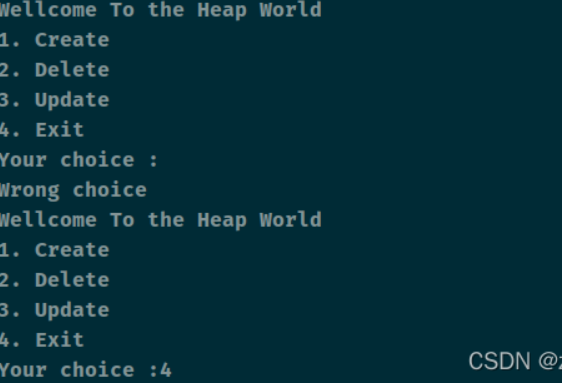 Wellcome To the Heap World
1. Create
2. Delete
3. Update
4. Exit
Your choice :
Wrong choice
Wellcome To the Heap World
1. Create
2. Delete
3. Update
4. Exit
Your choice :4
CSDN @z